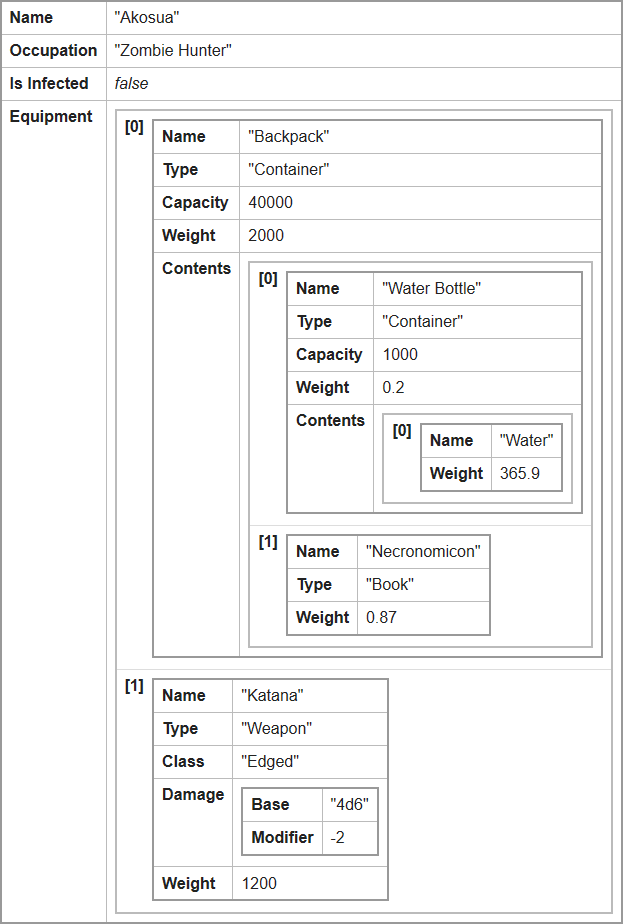 Name "Akosua"
Occupation "Zombie Hunter"
Is Infected false
Equipment
[0]
Name "Backpack"
Type "Container"
Capacity 40000
Weight 2000
Contents
[0]
Name "Water Bottle"
Type "Container"
Capacity 1000
Weight 0.2
Contents
[0]
Name "Water"
Weight 365.9
[1]
Name "Necronomicon"
Type "Book"
Weight 0.87
[1]
Name "Katana"
Type "Weapon"
Class "Edged"
Damage
Base "4d6"
Modifier -2
Weight 1200